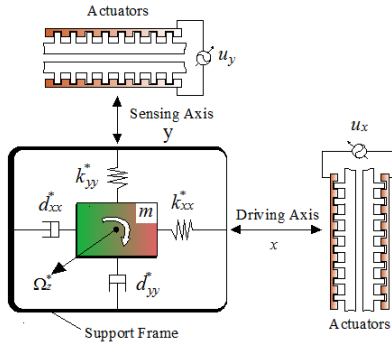 Actuators
u_y
Sensing Axis
y
k*_yy
u_x
d*_xx
m
k*_xx
Driving Axis
x
Ω*_z
d*_yy
Support Frame
Actuators